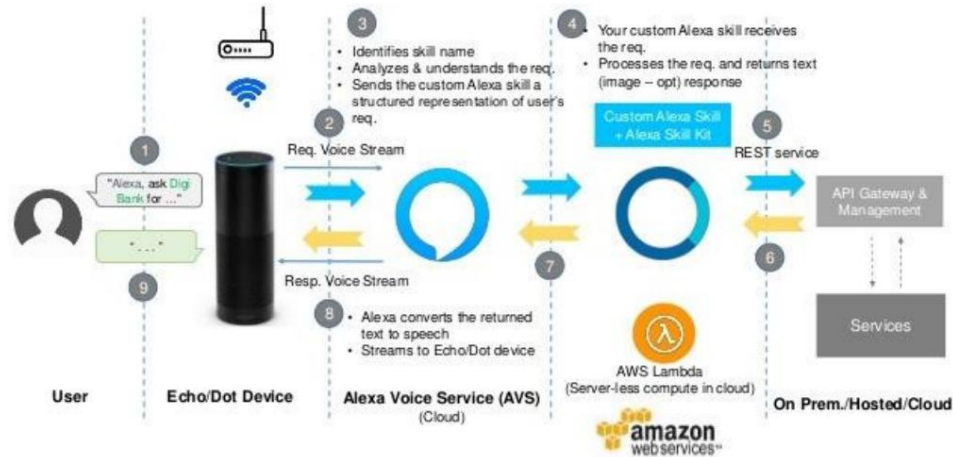 3
• Identifies skill name
• Analyzes & understands the req.
• Sends the custom Alexa skill a
structured representation of user's
req.
4
• Your custom Alexa skill receives
the req.
• Processes the req. and returns text
(image – opt) response
Custom Alexa Skill
+ Alexa Skill Kit
1
"Alexa, ask Digi
Bank for ..."
2
Req. Voice Stream
5
REST service
API Gateway &
Management
". . ."
9
Resp. Voice Stream
7
6
8
• Alexa converts the returned
text to speech
• Streams to Echo/Dot device
λ
AWS Lambda
(Server-less compute in cloud)
Services
User
Echo/Dot Device
Alexa Voice Service (AVS)
(Cloud)
On Prem./Hosted/Cloud
amazon
webservices™